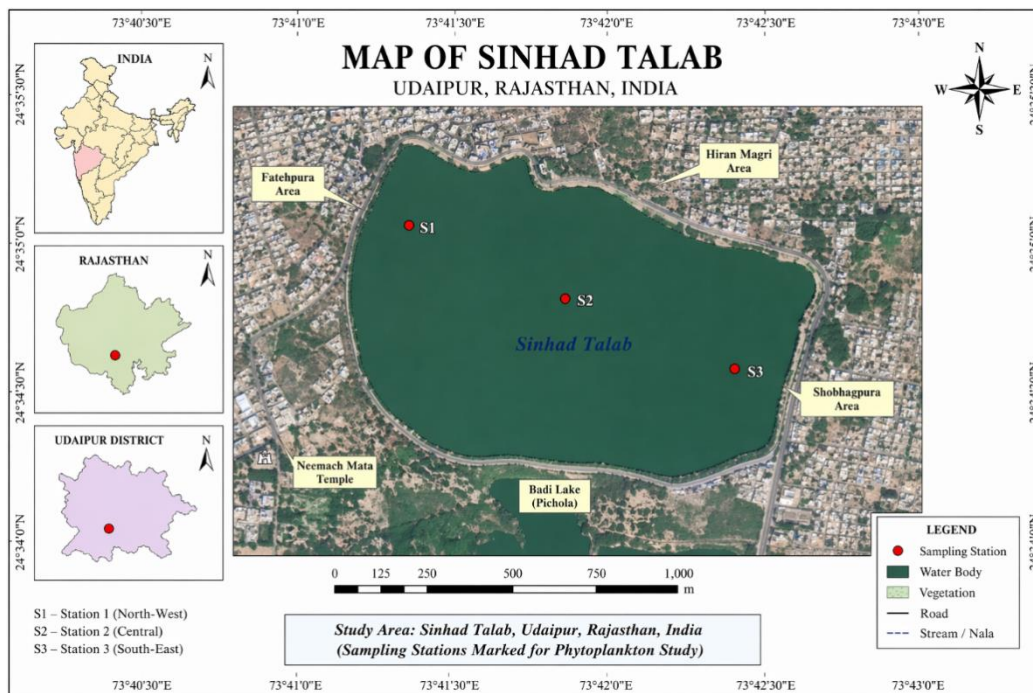 73°40'30"E 73°41'0"E 73°41'30"E 73°42'0"E 73°42'30"E 73°43'0"E
MAP OF SINHAD TALAB
UDAIPUR, RAJASTHAN, INDIA
INDIA
N
RAJASTHAN
N
UDAIPUR DISTRICT
N
N
W E
S
24°35'30"N
24°35'0"N
24°34'30"N
24°34'0"N
Fatehpura
Area
Hiran Magri
Area
S1
S2
Sinhad Talab
S3
Shobhagpura
Area
Neemach Mata
Temple
Badi Lake
(Pichola)
LEGEND
Sampling Station
Water Body
Vegetation
Road
Stream / Nala
0 125 250 500 750 1,000
m
S1 – Station 1 (North-West)
S2 – Station 2 (Central)
S3 – Station 3 (South-East)
Study Area: Sinhad Talab, Udaipur, Rajasthan, India
(Sampling Stations Marked for Phytoplankton Study)
73°40'30"E 73°41'0"E 73°41'30"E 73°42'0"E 73°42'30"E 73°43'0"E